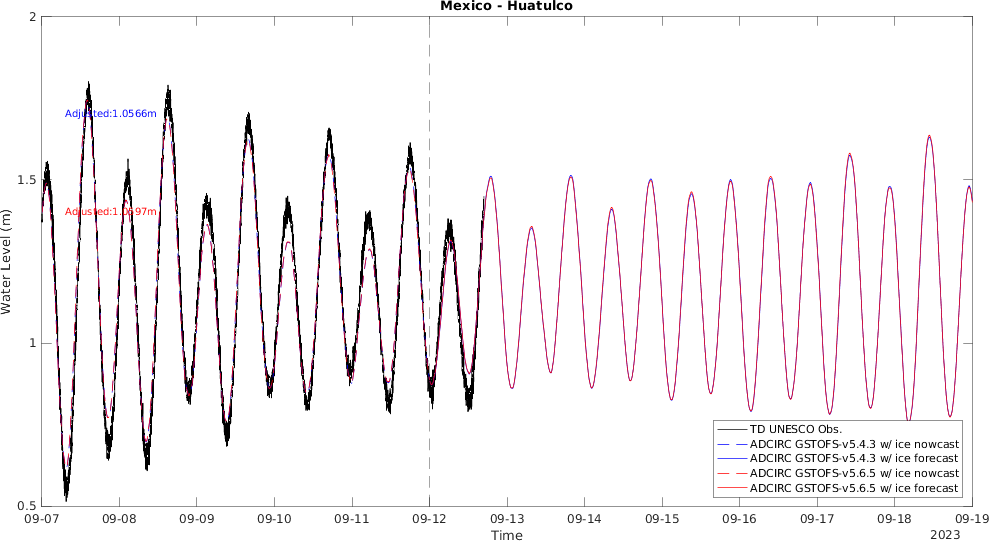 Mexico - Huatulco
2
Adjusted:1.0566m
1.5
Adjusted:1.0597m
Water Level (m)
1
TD UNESCO Obs.
ADCIRC GSTOFS-v5.4.3 w/ ice nowcast
ADCIRC GSTOFS-v5.4.3 w/ ice forecast
ADCIRC GSTOFS-v5.6.5 w/ ice nowcast
ADCIRC GSTOFS-v5.6.5 w/ ice forecast
0.5
09-07 09-08 09-09 09-10 09-11 09-12 09-13 09-14 09-15 09-16 09-17 09-18 09-19
Time
2023